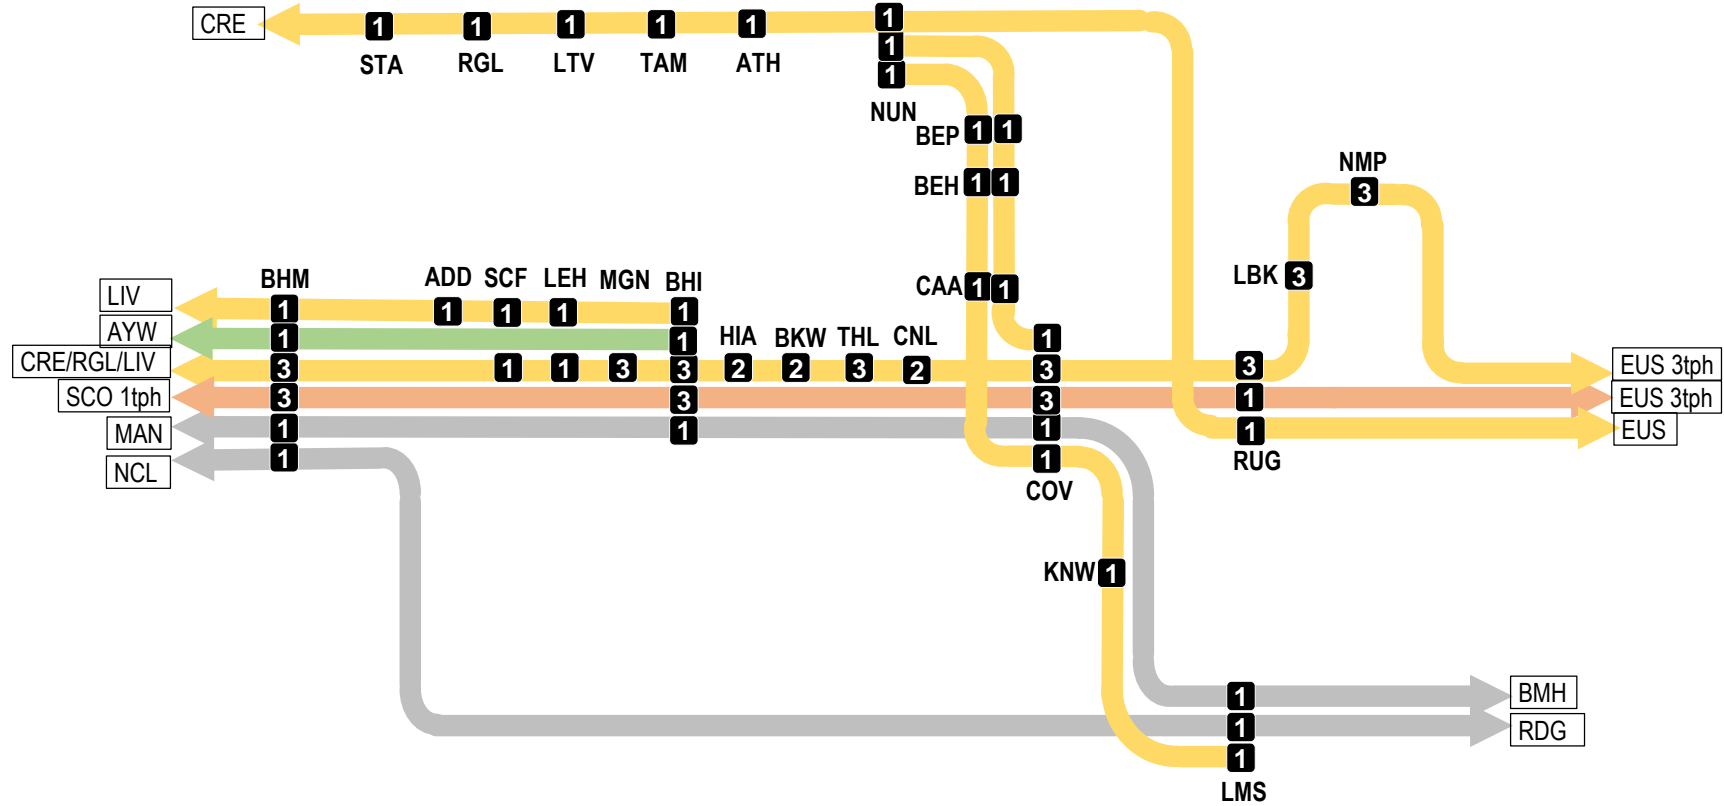 CRE
1 1 1 1 1 1
STA RGL LTV TAM ATH
1
1
NUN
BEP 1 1
NMP
3
BEH 1 1
LBK 3
CAA 1 1
BHM ADD SCF LEH MGN BHI
LIV 1 1 1 1 1
AYW 1 1 HIA BKW THL CNL 1
CRE/RGL/LIV 3 1 1 3 3 2 2 3 2 3 3 EUS 3tph
SCO 1tph 3 3 3 1 EUS 3tph
MAN 1 1 1 1 EUS
NCL 1 1 RUG
COV
KNW 1
1 BMH
1 RDG
1
LMS